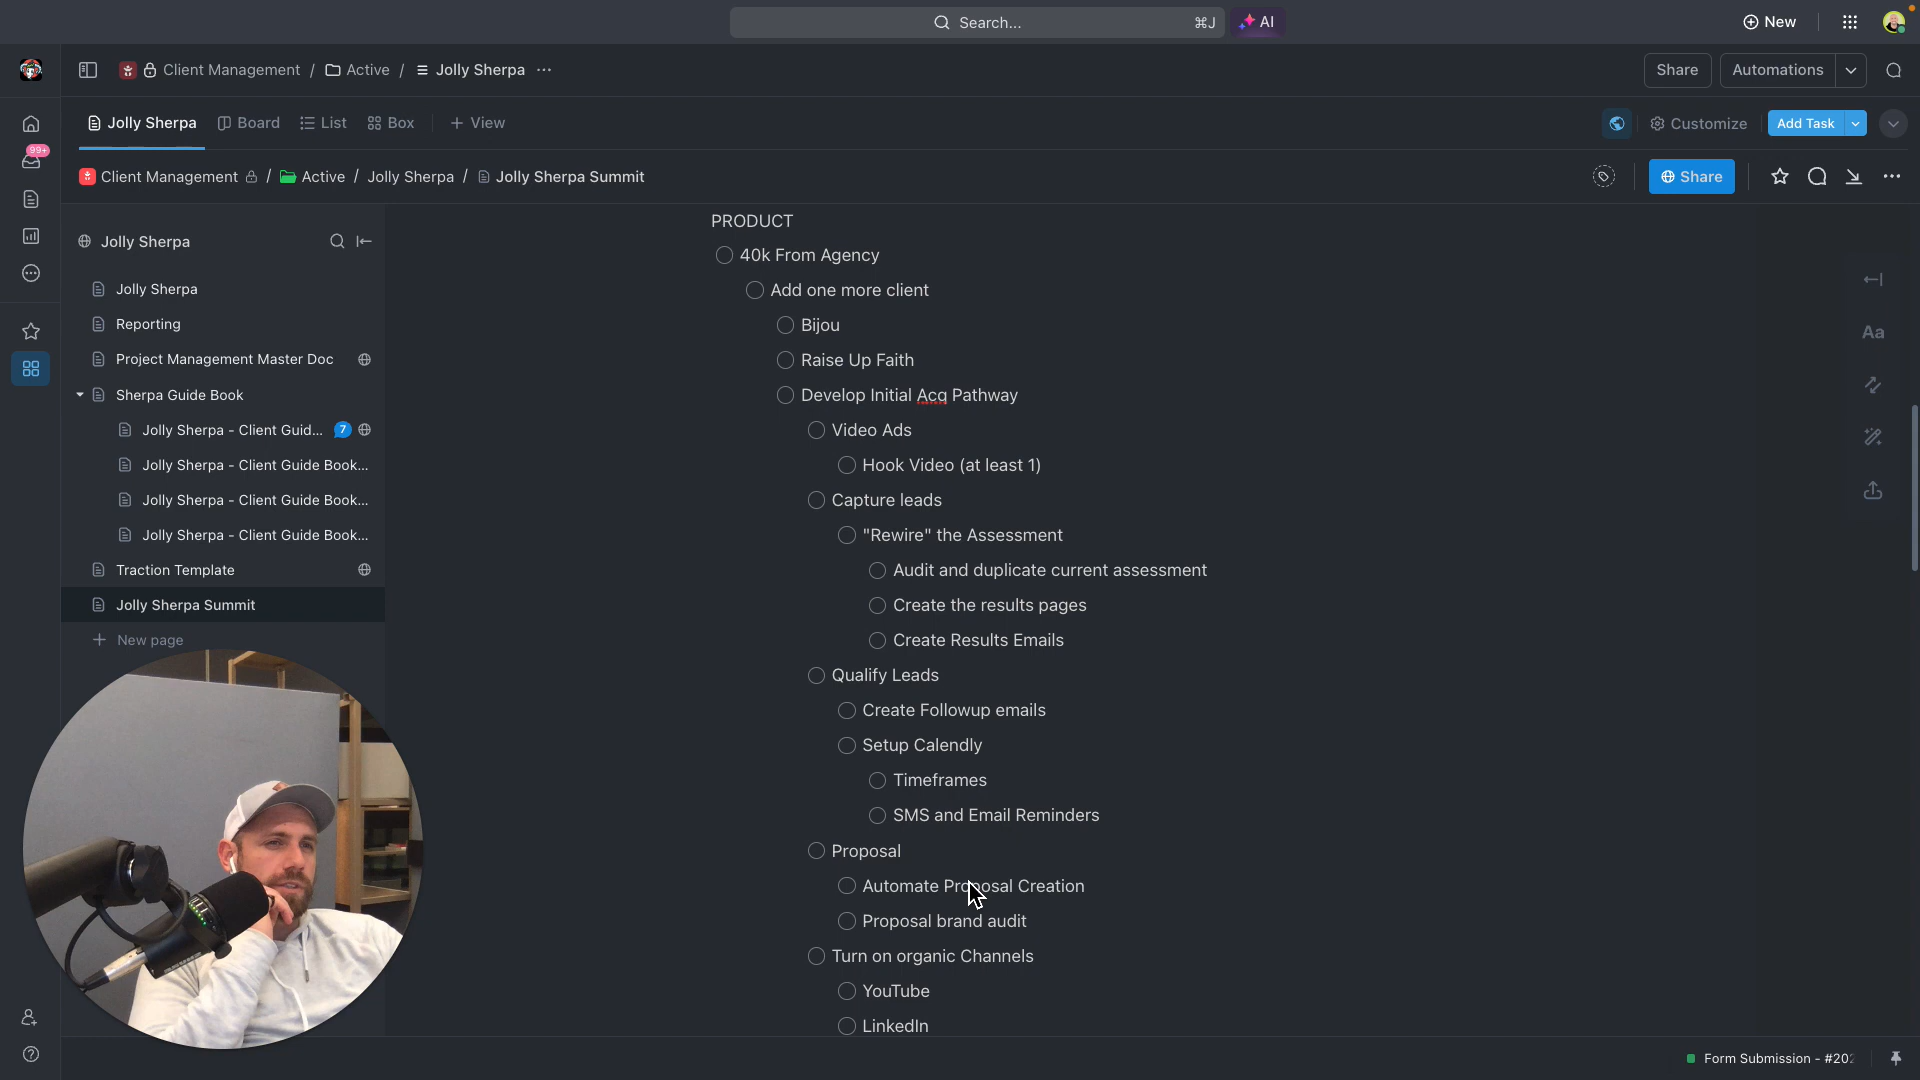 Search...
⌘J
AI
New
Client Management / Active / Jolly Sherpa ...
Share
Automations
Jolly Sherpa
Board
List
Box
+ View
Customize
Add Task
99+
Client Management / Active / Jolly Sherpa / Jolly Sherpa Summit
Share
Jolly Sherpa
Jolly Sherpa
Reporting
Project Management Master Doc
Sherpa Guide Book
Jolly Sherpa - Client Guid... 7
Jolly Sherpa - Client Guide Book...
Jolly Sherpa - Client Guide Book...
Jolly Sherpa - Client Guide Book...
Traction Template
Jolly Sherpa Summit
+ New page
PRODUCT
40k From Agency
Add one more client
Bijou
Raise Up Faith
Develop Initial Acq Pathway
Video Ads
Hook Video (at least 1)
Capture leads
"Rewire" the Assessment
Audit and duplicate current assessment
Create the results pages
Create Results Emails
Qualify Leads
Create Followup emails
Setup Calendly
Timeframes
SMS and Email Reminders
Proposal
Automate Proposal Creation
Proposal brand audit
Turn on organic Channels
YouTube
LinkedIn
Aa
Form Submission - #202